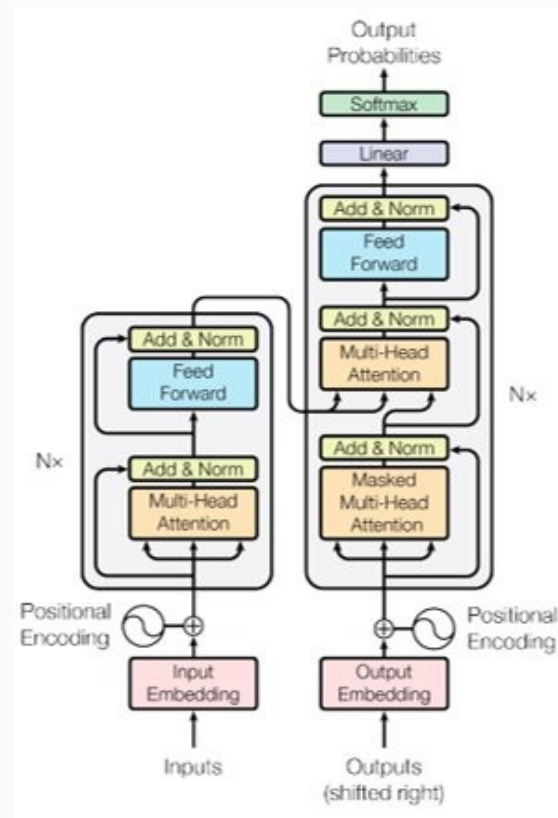 Output
Probabilities
Softmax
Linear
Add & Norm
Feed
Forward
Add & Norm
Multi-Head
Attention
Add & Norm
Masked
Multi-Head
Attention
Nx
Add & Norm
Feed
Forward
Add & Norm
Multi-Head
Attention
Nx
Positional
Encoding
Positional
Encoding
Input
Embedding
Output
Embedding
Inputs
Outputs
(shifted right)